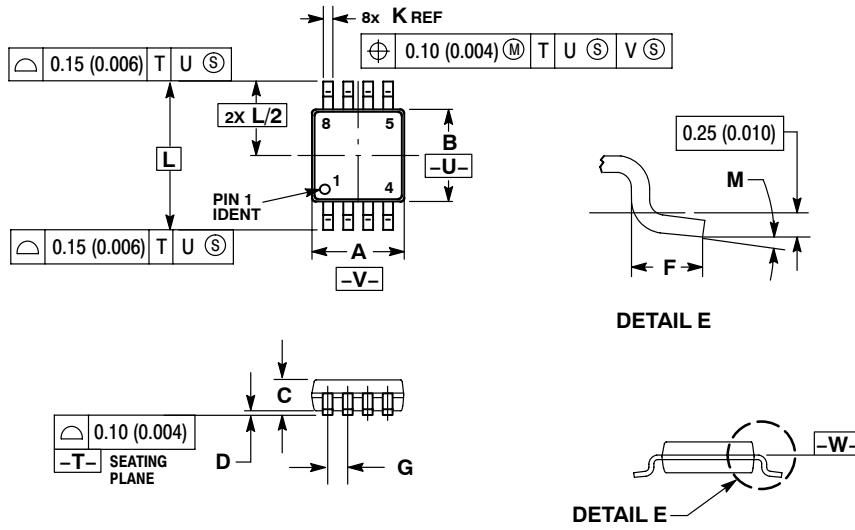 8x K REF
⌖ 0.10 (0.004) Ⓜ T U Ⓢ V Ⓢ
⌓ 0.15 (0.006) T U Ⓢ
2X L/2
L
8 5
B
–U–
PIN 1
IDENT
1 4
⌓ 0.15 (0.006) T U Ⓢ
A
–V–
0.25 (0.010)
M
F
DETAIL E
C
⌓ 0.10 (0.004)
–T– SEATING
PLANE
D
G
–W–
DETAIL E